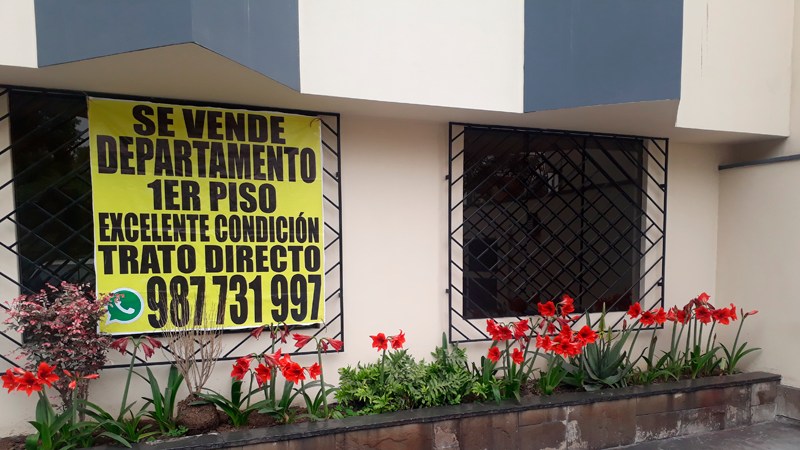 SE VENDE
DEPARTAMENTO
1ER PISO
EXCELENTE CONDICIÓN
TRATO DIRECTO
987 731 997